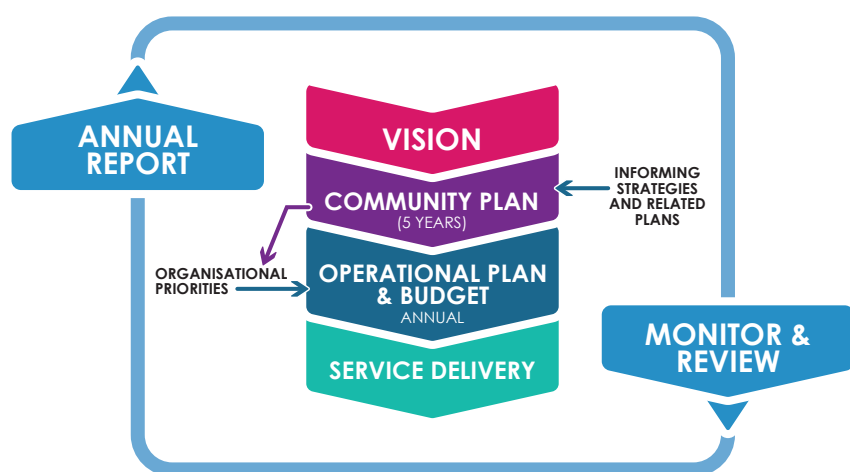 ANNUAL
REPORT
VISION
COMMUNITY PLAN
(5 YEARS)
INFORMING
STRATEGIES
AND RELATED
PLANS
ORGANISATIONAL
PRIORITIES
OPERATIONAL PLAN
& BUDGET
ANNUAL
SERVICE DELIVERY
MONITOR &
REVIEW